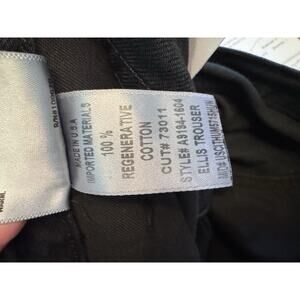 MADE IN U.S.A
IMPORTED MATERIALS
100 %
REGENERATIVE
COTTON
CUT# 73011
STYLE# A9194-1604
ELLIS TROUSER